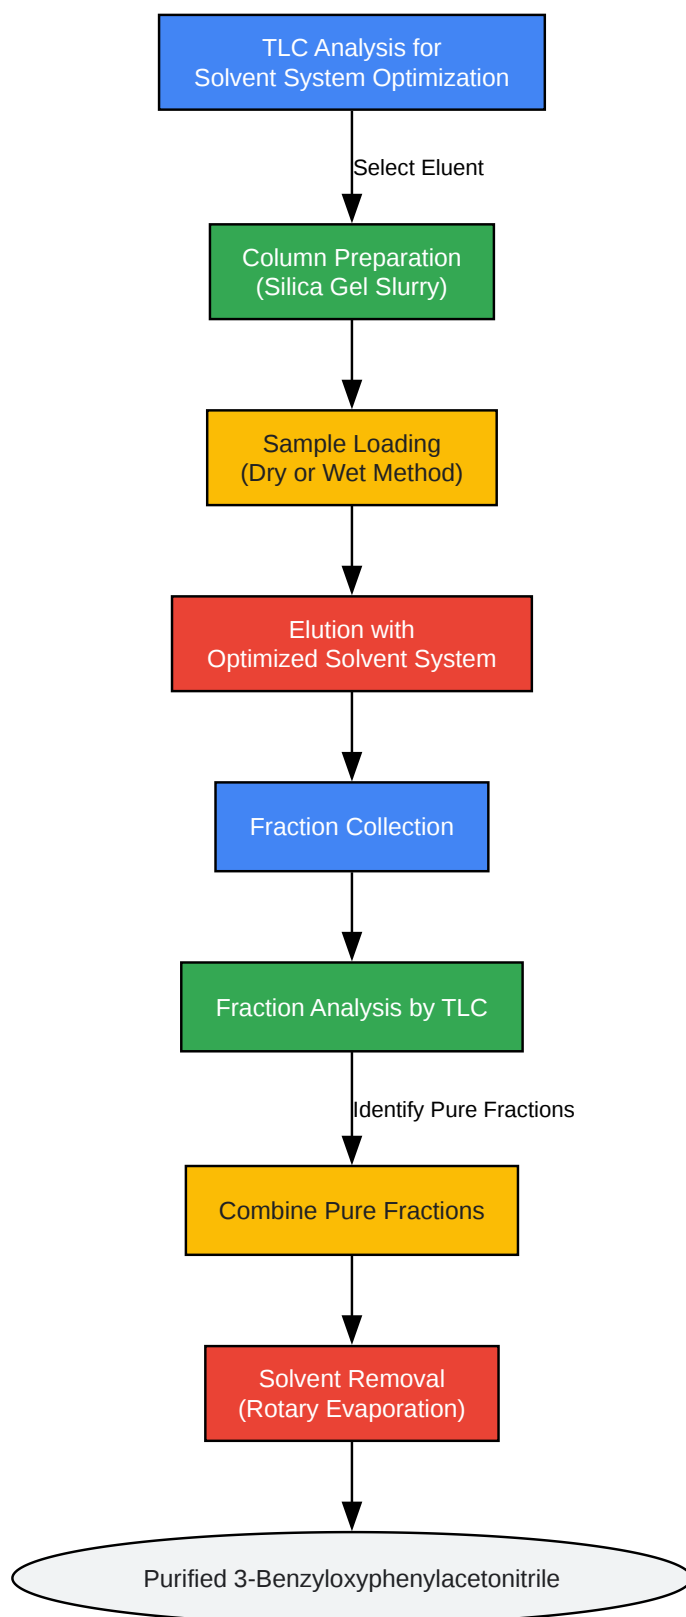 TLC Analysis for
Solvent System Optimization
Select Eluent
Column Preparation
(Silica Gel Slurry)
Sample Loading
(Dry or Wet Method)
Elution with
Optimized Solvent System
Fraction Collection
Fraction Analysis by TLC
Identify Pure Fractions
Combine Pure Fractions
Solvent Removal
(Rotary Evaporation)
Purified 3-Benzyloxyphenylacetonitrile